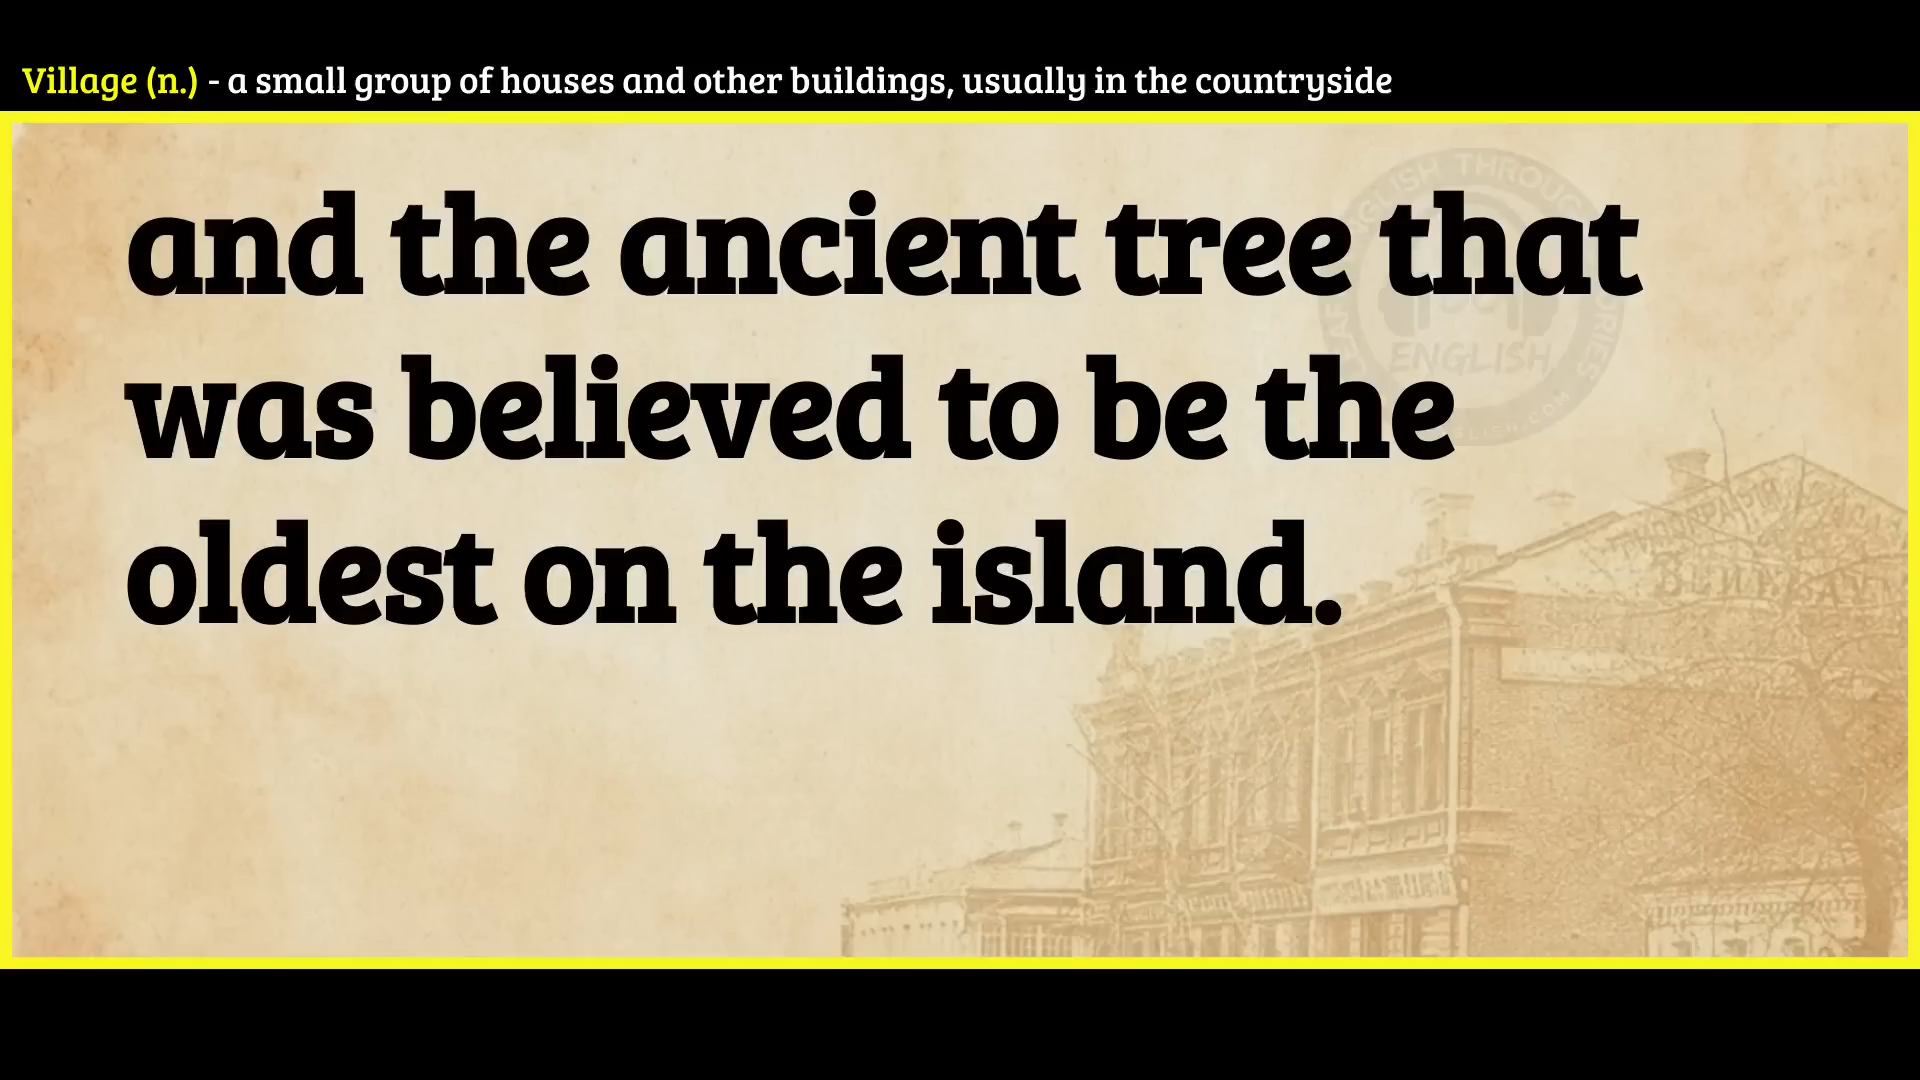 Village (n.) - a small group of houses and other buildings, usually in the countryside
and the ancient tree that
was believed to be the
oldest on the island.
ENGLISH